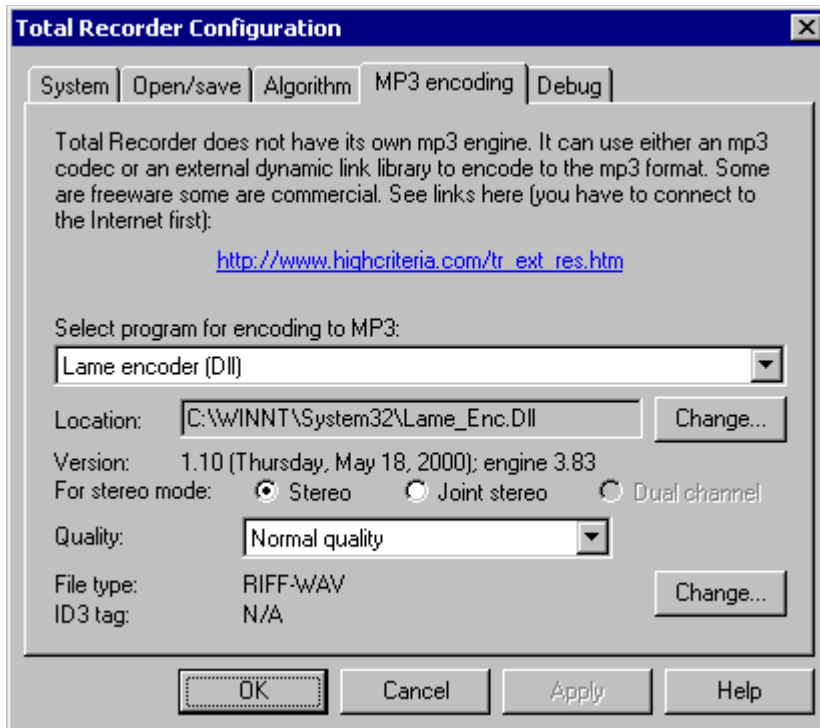 Total Recorder Configuration
System Open/save Algorithm MP3 encoding Debug
Total Recorder does not have its own mp3 engine. It can use either an mp3
codec or an external dynamic link library to encode to the mp3 format. Some
are freeware some are commercial. See links here (you have to connect to
the Internet first):
http://www.highcriteria.com/tr_ext_res.htm
Select program for encoding to MP3:
Lame encoder (Dll)
Location: C:\WINNT\System32\Lame_Enc.Dll Change...
Version: 1.10 (Thursday, May 18, 2000); engine 3.83
For stereo mode: Stereo Joint stereo Dual channel
Quality: Normal quality
File type: RIFF-WAV Change...
ID3 tag: N/A
OK Cancel Apply Help